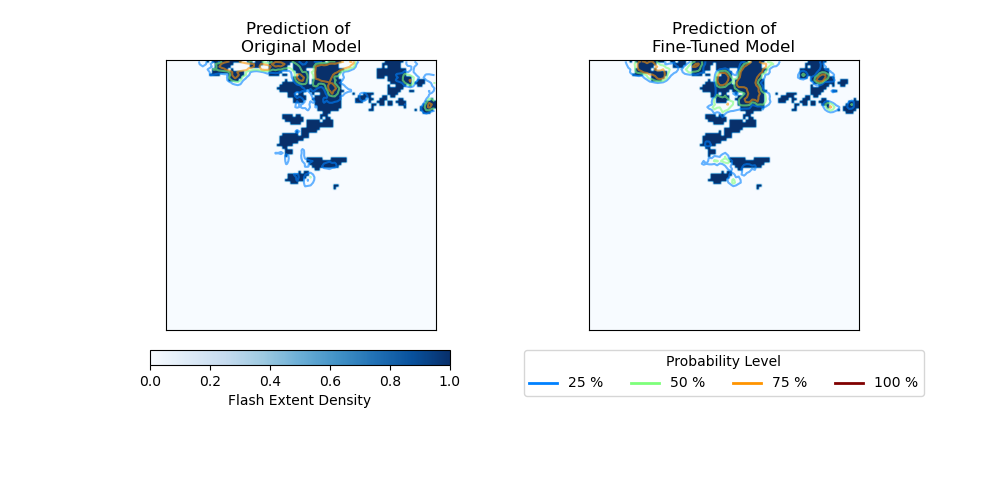 Prediction of
Original Model
Prediction of
Fine-Tuned Model
0.0 0.2 0.4 0.6 0.8 1.0
Flash Extent Density
Probability Level
25 % 50 % 75 % 100 %